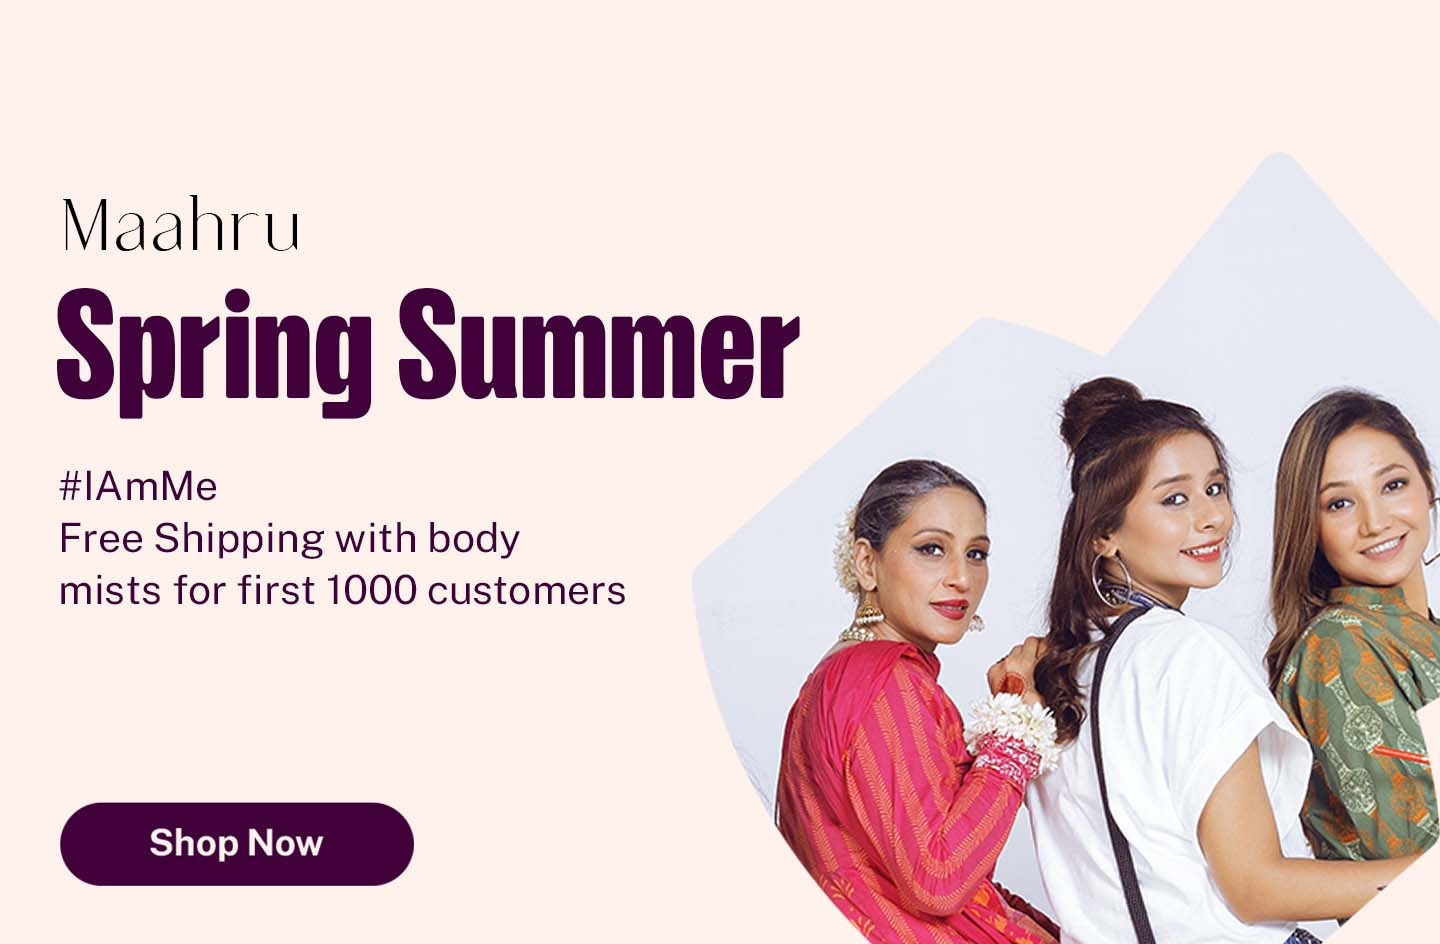 Maahru
Spring Summer
#IAmMe
Free Shipping with body
mists for first 1000 customers
Shop Now